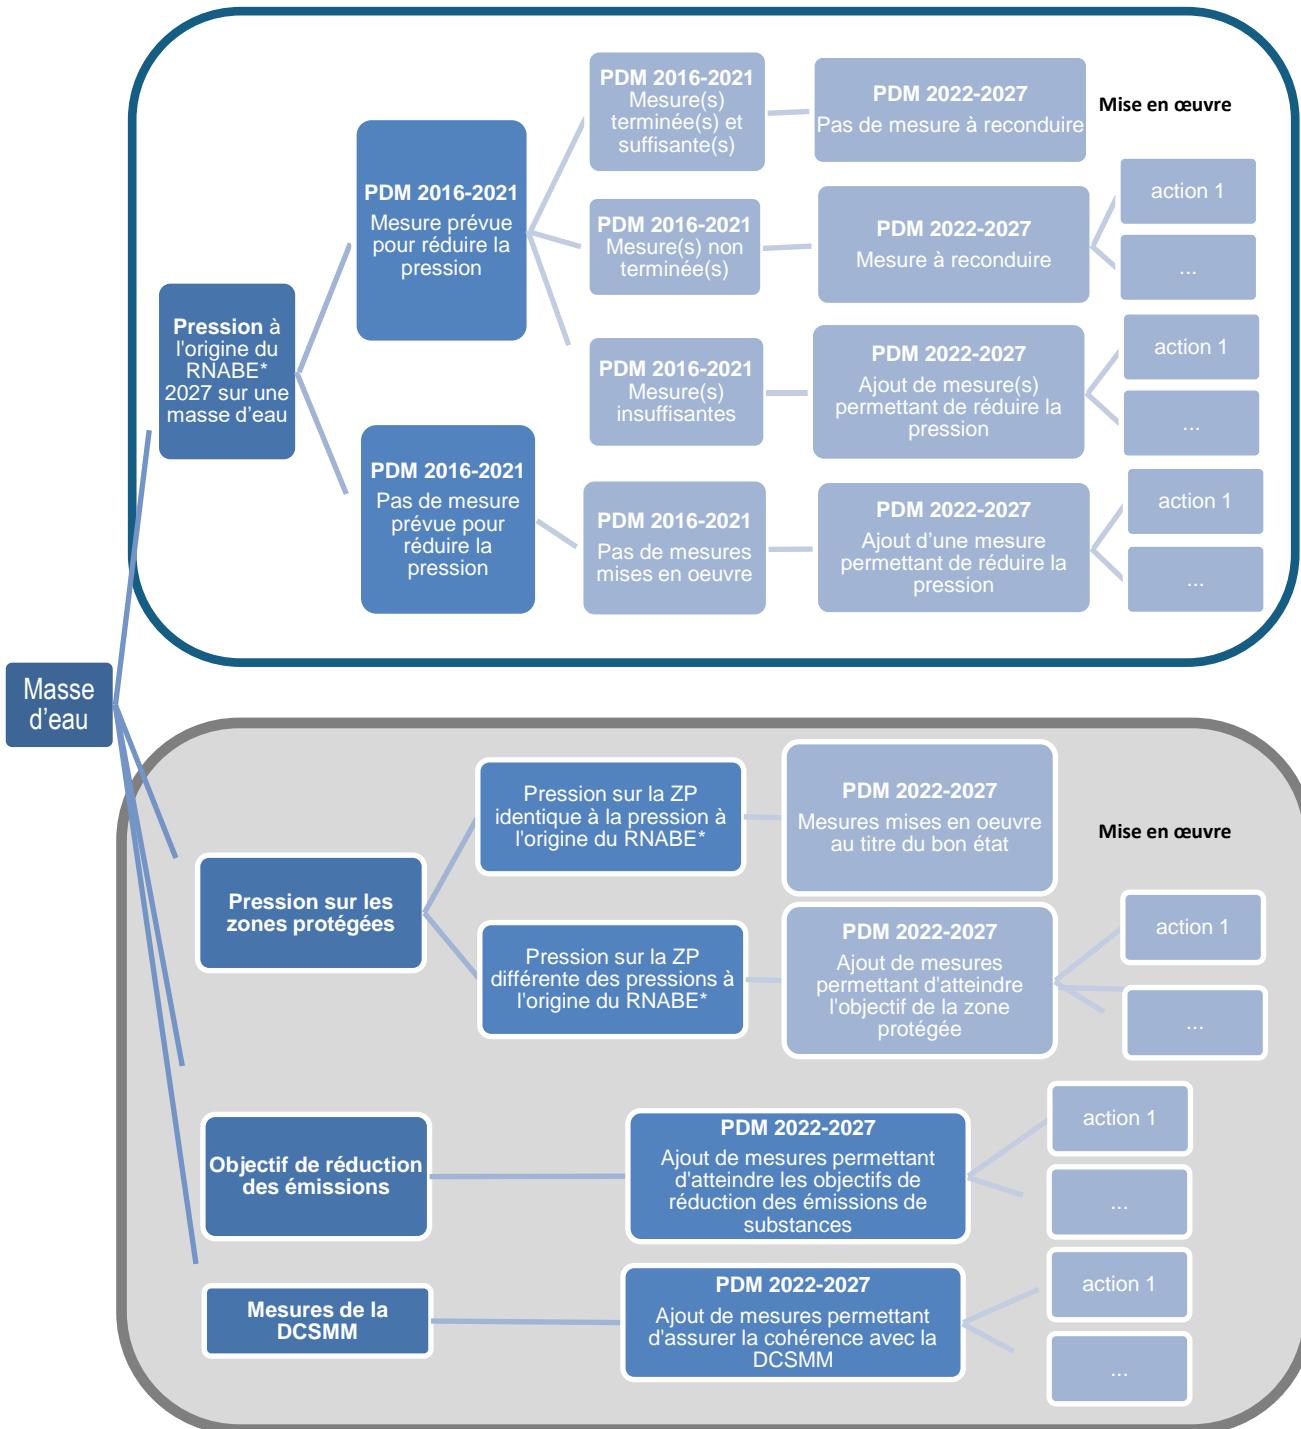 Masse
d'eau
Pression à
l'origine du
RNABE*
2027 sur une
masse d'eau
PDM 2016-2021
Mesure prévue
pour réduire la
pression
PDM 2016-2021
Mesure(s)
terminée(s) et
suffisante(s)
PDM 2022-2027
Pas de mesure à reconduire
Mise en œuvre
PDM 2016-2021
Mesure(s) non
terminée(s)
PDM 2022-2027
Mesure à reconduire
action 1
...
PDM 2016-2021
Mesure(s)
insuffisantes
PDM 2022-2027
Ajout de mesure(s)
permettant de réduire la
pression
action 1
...
PDM 2016-2021
Pas de mesure
prévue pour
réduire la
pression
PDM 2016-2021
Pas de mesures
mises en oeuvre
PDM 2022-2027
Ajout d'une mesure
permettant de réduire la
pression
action 1
...
Pression sur les
zones protégées
Pression sur la ZP
identique à la pression à
l'origine du RNABE*
PDM 2022-2027
Mesures mises en oeuvre
au titre du bon état
Mise en œuvre
Pression sur la ZP
différente des pressions à
l'origine du RNABE*
PDM 2022-2027
Ajout de mesures
permettant d'atteindre
l'objectif de la zone
protégée
action 1
...
Objectif de réduction
des émissions
PDM 2022-2027
Ajout de mesures permettant
d'atteindre les objectifs de
réduction des émissions de
substances
action 1
...
Mesures de la
DCSMM
PDM 2022-2027
Ajout de mesures permettant
d'assurer la cohérence avec la
DCSMM
action 1
...